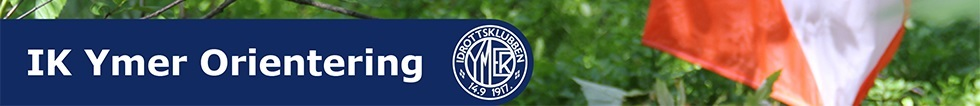 IK Ymer Orientering
IDROTTSKLUBBEN
YMER
14.9 1917.